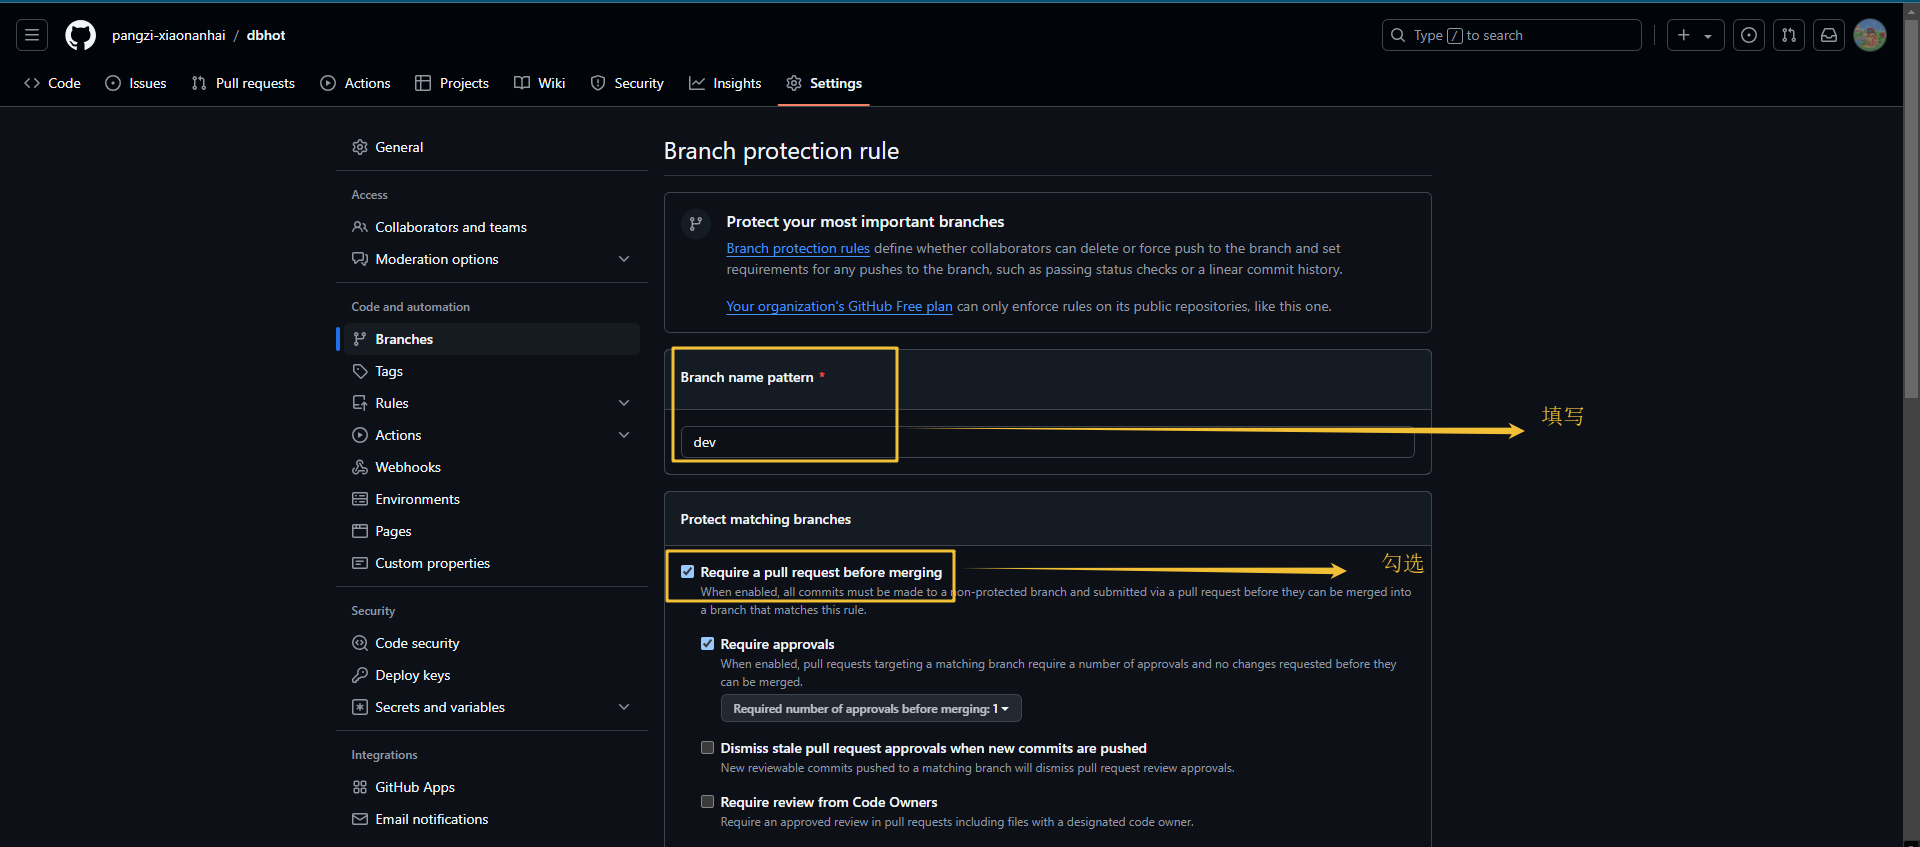 pangzi-xiaonanhai / dbhot
Type / to search
Code Issues Pull requests Actions Projects Wiki Security Insights Settings
General
Access
Collaborators and teams
Moderation options
Code and automation
Branches
Tags
Rules
Actions
Webhooks
Environments
Pages
Custom properties
Security
Code security
Deploy keys
Secrets and variables
Integrations
GitHub Apps
Email notifications
Branch protection rule
Protect your most important branches
Branch protection rules define whether collaborators can delete or force push to the branch and set
requirements for any pushes to the branch, such as passing status checks or a linear commit history.
Your organization's GitHub Free plan can only enforce rules on its public repositories, like this one.
Branch name pattern *
dev
填写
Protect matching branches
Require a pull request before merging
勾选
When enabled, all commits must be made to a non-protected branch and submitted via a pull request before they can be merged into
a branch that matches this rule.
Require approvals
When enabled, pull requests targeting a matching branch require a number of approvals and no changes requested before they
can be merged.
Required number of approvals before merging: 1
Dismiss stale pull request approvals when new commits are pushed
New reviewable commits pushed to a matching branch will dismiss pull request review approvals.
Require review from Code Owners
Require an approved review in pull requests including files with a designated code owner.